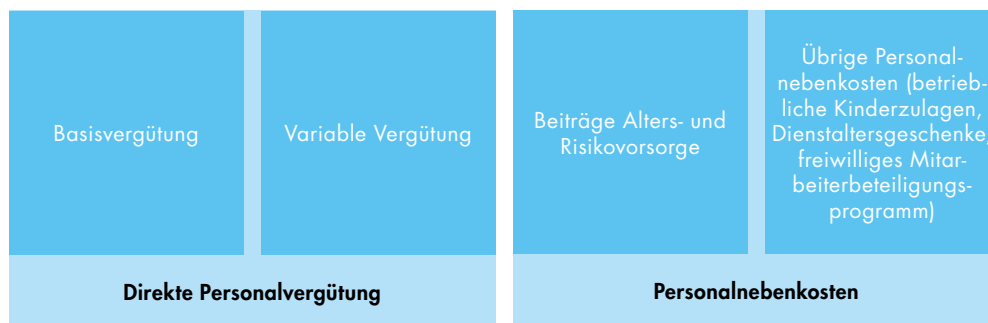 Basisvergütung
Variable Vergütung
Beiträge Alters- und
Risikovorsorge
Übrige Personal-
nebenkosten (betrieb-
liche Kinderzulagen,
Dienstaltersgeschenke,
freiwilliges Mitar-
beiterbeteiligungs-
programm)
Direkte Personalvergütung
Personalnebenkosten